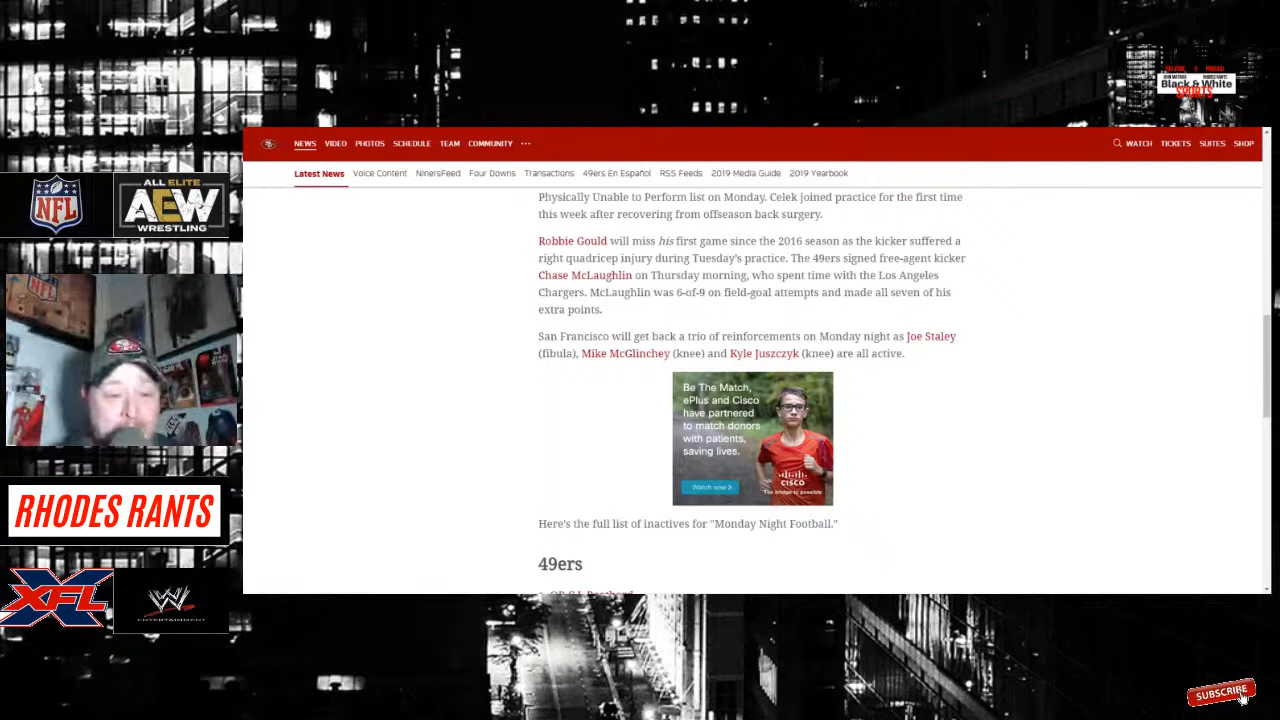 JOHN MATRIX
RHODES RANTS
Black & White
SPORTS
NEWS VIDEO PHOTOS SCHEDULE TEAM COMMUNITY ...
WATCH TICKETS SUITES SHOP
Latest News Voice Content NinersFeed Four Downs Transactions 49ers En Español RSS Feeds 2019 Media Guide 2019 Yearbook
NFL
ALL ELITE
AEW
WRESTLING
Physically Unable to Perform list on Monday. Celek joined practice for the first time
this week after recovering from offseason back surgery.
Robbie Gould will miss his first game since the 2016 season as the kicker suffered a
right quadricep injury during Tuesday's practice. The 49ers signed free-agent kicker
Chase McLaughlin on Thursday morning, who spent time with the Los Angeles
Chargers. McLaughlin was 6-of-9 on field-goal attempts and made all seven of his
extra points.
San Francisco will get back a trio of reinforcements on Monday night as Joe Staley
(fibula), Mike McGlinchey (knee) and Kyle Juszczyk (knee) are all active.
Be The Match,
ePlus and Cisco
have partnered
to match donors
with patients,
saving lives.
Watch now >
CISCO
The bridge to possible
Here's the full list of inactives for "Monday Night Football."
49ers
RHODES RANTS
XFL
W
ENTERTAINMENT
SUBSCRIBE